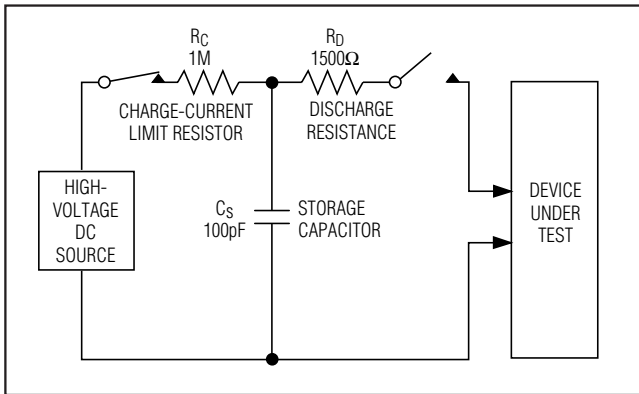 RC
1M
CHARGE-CURRENT
LIMIT RESISTOR
RD
1500Ω
DISCHARGE
RESISTANCE
HIGH-
VOLTAGE
DC
SOURCE
CS
100pF
STORAGE
CAPACITOR
DEVICE
UNDER
TEST